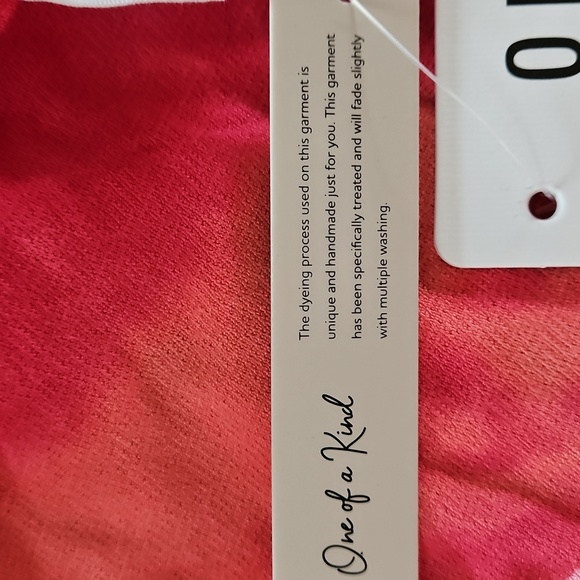 One of a Kind
The dyeing process used on this garment is
unique and handmade just for you. This garment
has been specifically treated and will fade slightly
with multiple washing.